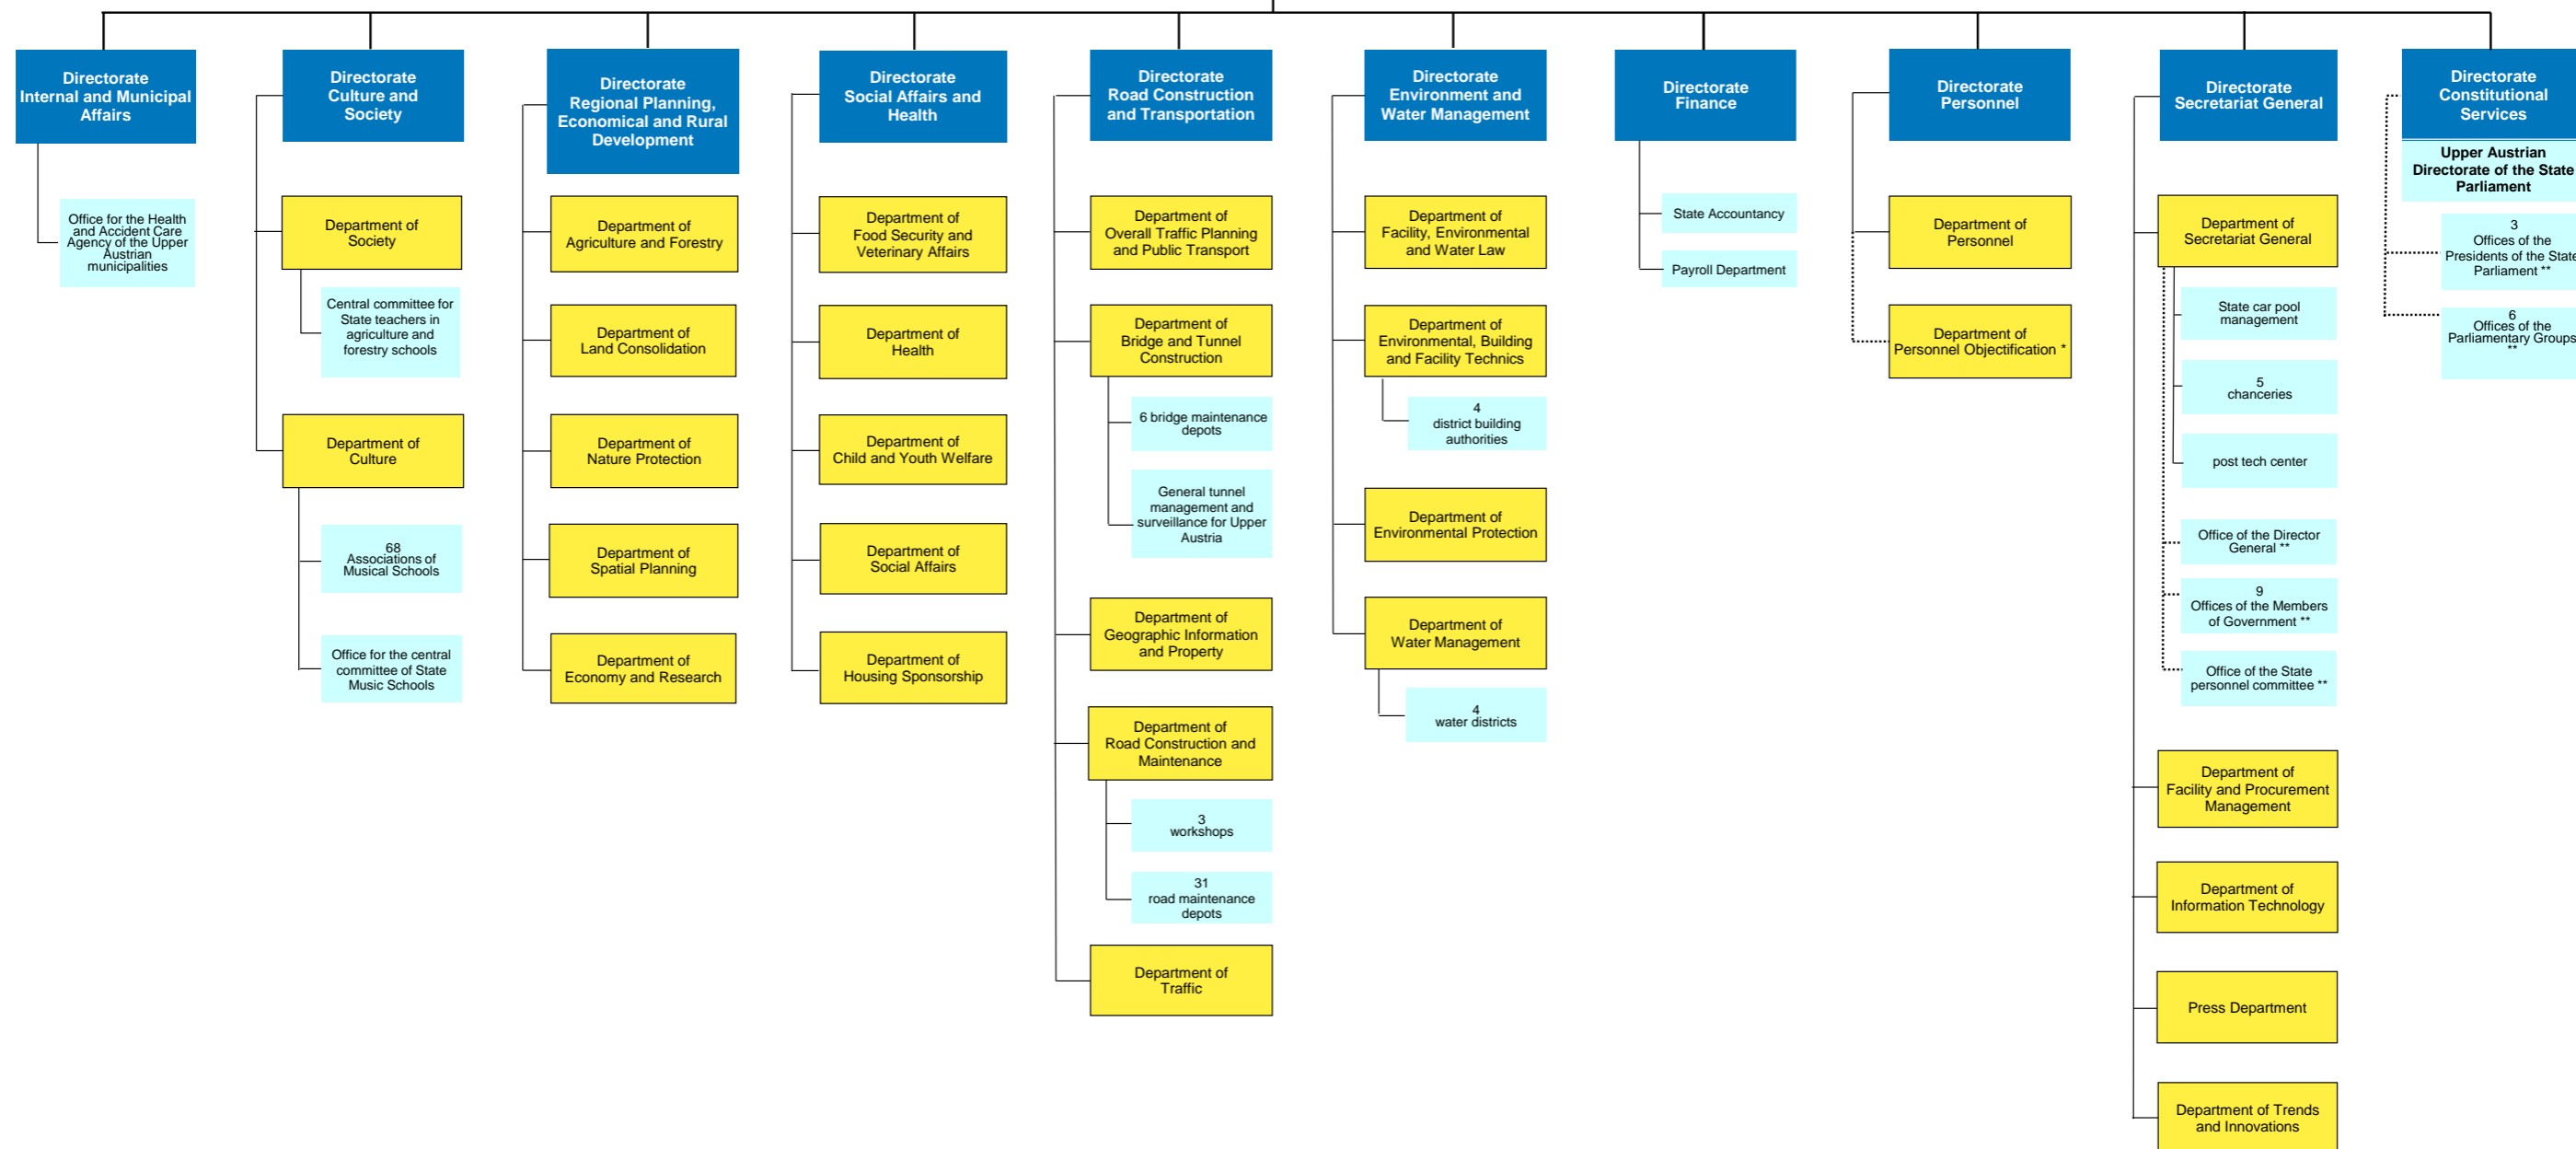 Directorate
Internal and Municipal
Affairs
Office for the Health
and Accident Care
Agency of the Upper
Austrian
municipalities
Directorate
Culture and
Society
Department of
Society
Central committee for
State teachers in
agriculture and
forestry schools
Department of
Culture
68
Associations of
Musical Schools
Office for the central
committee of State
Music Schools
Directorate
Regional Planning,
Economical and Rural
Development
Department of
Agriculture and Forestry
Department of
Land Consolidation
Department of
Nature Protection
Department of
Spatial Planning
Department of
Economy and Research
Directorate
Social Affairs and
Health
Department of
Food Security and
Veterinary Affairs
Department of
Health
Department of
Child and Youth Welfare
Department of
Social Affairs
Department of
Housing Sponsorship
Directorate
Road Construction
and Transportation
Department of
Overall Traffic Planning
and Public Transport
Department of
Bridge and Tunnel
Construction
6 bridge maintenance
depots
General tunnel
management and
surveillance for Upper
Austria
Department of
Geographic Information
and Property
Department of
Road Construction and
Maintenance
3
workshops
31
road maintenance
depots
Department of
Traffic
Directorate
Environment and
Water Management
Department of
Facility, Environmental
and Water Law
Department of
Environmental, Building
and Facility Technics
4
district building
authorities
Department of
Environmental Protection
Department of
Water Management
4
water districts
Directorate
Finance
State Accountancy
Payroll Department
Directorate
Personnel
Department of
Personnel
Department of
Personnel Objectification *
Directorate
Secretariat General
Department of
Secretariat General
State car pool
management
5
chanceries
post tech center
Office of the Director
General **
9
Offices of the Members
of Government **
Office of the State
personnel committee **
Department of
Facility and Procurement
Management
Department of
Information Technology
Press Department
Department of Trends
and Innovations
Directorate
Constitutional
Services
Upper Austrian
Directorate of the State
Parliament
3
Offices of the
Presidents of the State
Parliament **
6
Offices of the
Parliamentary Groups
**